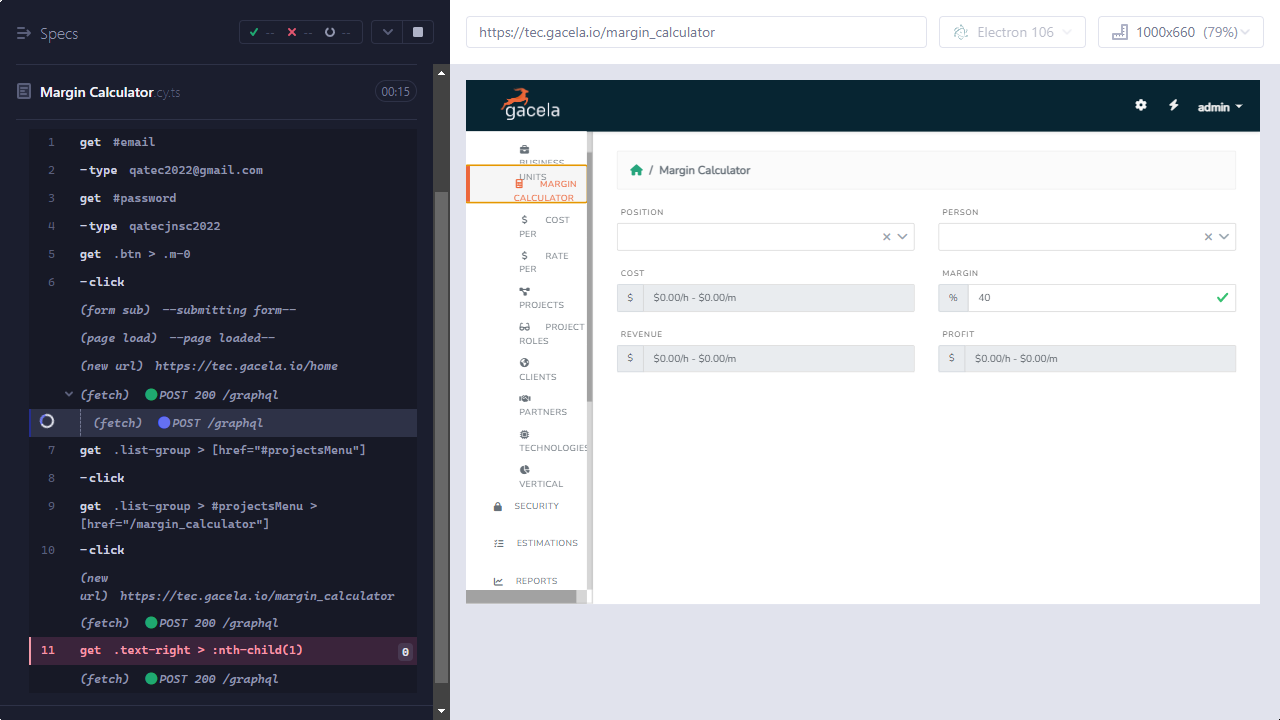 Specs
--
--
--
https://tec.gacela.io/margin_calculator
Electron 106
1000x660 (79%)
Margin Calculator.cy.ts
00:15
1 get #email
2 -type qatec2022@gmail.com
3 get #password
4 -type qatecjnsc2022
5 get .btn > .m-0
6 -click
(form sub) --submitting form--
(page load) --page loaded--
(new url) https://tec.gacela.io/home
(fetch) POST 200 /graphql
(fetch) POST /graphql
7 get .list-group > [href="#projectsMenu"]
8 -click
9 get .list-group > #projectsMenu >
[href="/margin_calculator"]
10 -click
(new
url) https://tec.gacela.io/margin_calculator
(fetch) POST 200 /graphql
11 get .text-right > :nth-child(1) 0
(fetch) POST 200 /graphql
gacela
admin
BUSINESS
UNITS
MARGIN
CALCULATOR
COST
PER
RATE
PER
PROJECTS
PROJECT
ROLES
CLIENTS
PARTNERS
TECHNOLOGIES
VERTICAL
SECURITY
ESTIMATIONS
REPORTS
/ Margin Calculator
POSITION
PERSON
COST
$ $0.00/h - $0.00/m
MARGIN
% 40
REVENUE
$ $0.00/h - $0.00/m
PROFIT
$ $0.00/h - $0.00/m